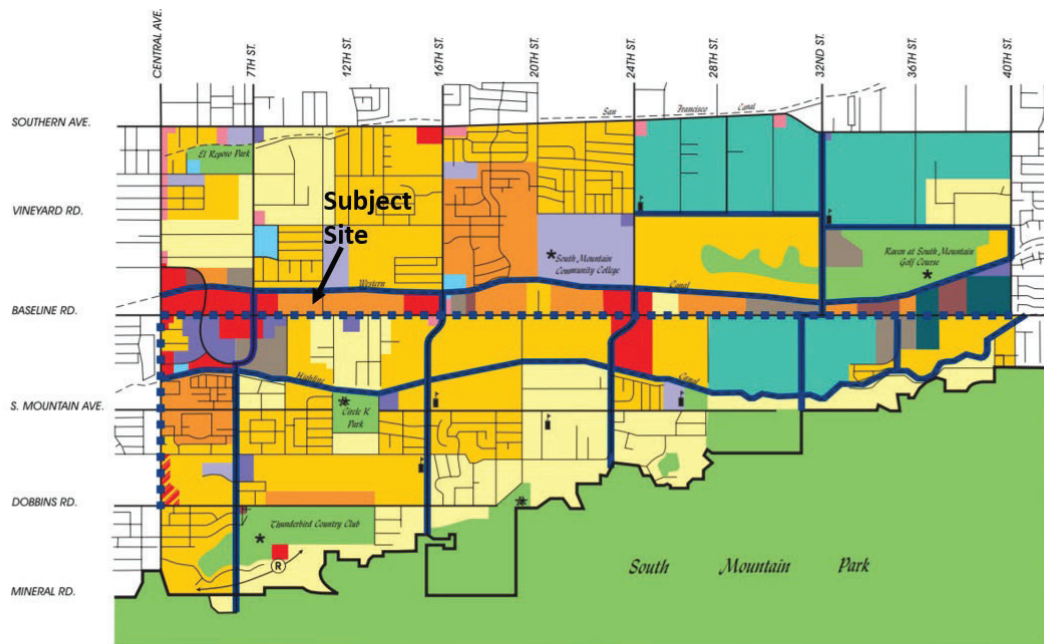 CENTRAL AVE.
7TH ST.
12TH ST.
16TH ST.
20TH ST.
24TH ST.
28TH ST.
32ND ST.
36TH ST.
40TH ST.
SOUTHERN AVE.
San Francisco Canal
El Reposo Park
VINEYARD RD.
Subject
Site
South Mountain
Community College
Raven at South Mountain
Golf Course
Western Canal
BASELINE RD.
Highline Canal
S. MOUNTAIN AVE.
Circle K
Park
DOBBINS RD.
Thunderbird Country Club
R
South Mountain Park
MINERAL RD.